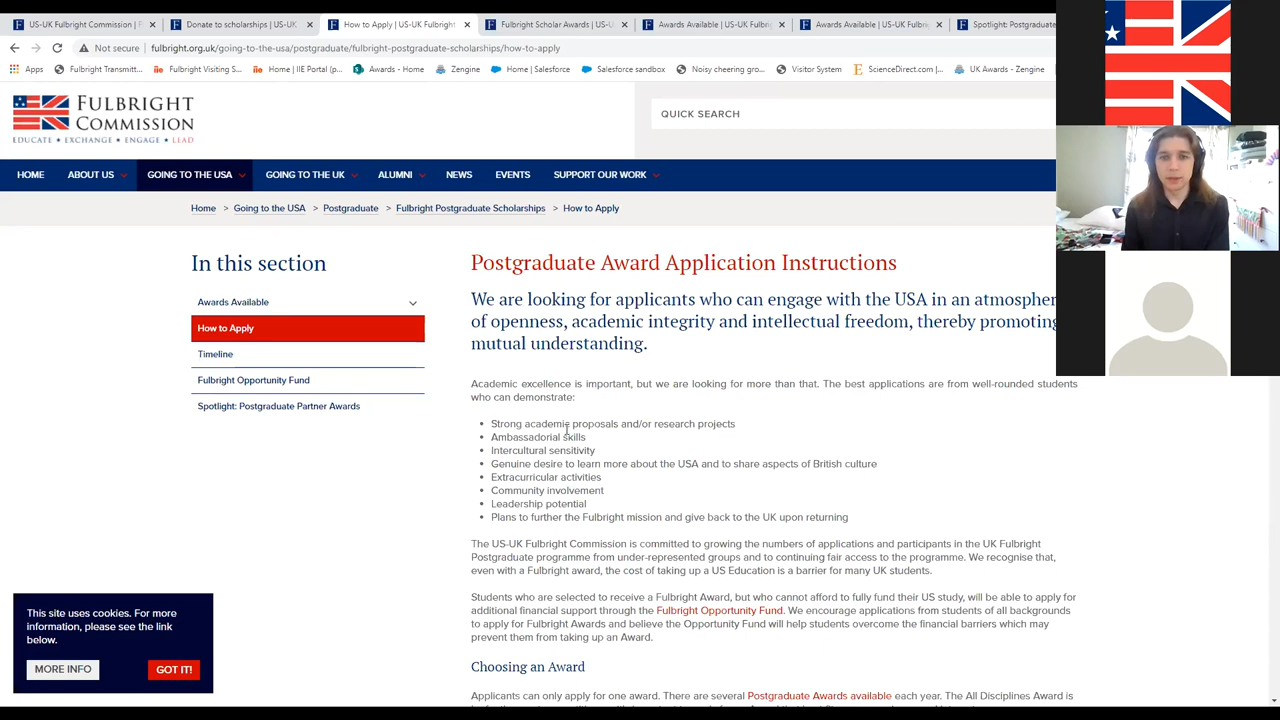 US-UK Fulbright Commission | F
Donate to scholarships | US-UK
How to Apply | US-UK Fulbright
Fulbright Scholar Awards | US-U
Awards Available | US-UK Fulbri
Awards Available | US-UK Fulbri
Spotlight: Postgraduate
Not secure | fulbright.org.uk/going-to-the-usa/postgraduate/fulbright-postgraduate-scholarships/how-to-apply
Apps Fulbright Transmitt... Fulbright Visiting S... Home | IIE Portal (p... Awards - Home Zengine Home | Salesforce Salesforce sandbox Noisy cheering gro... Visitor System ScienceDirect.com |... UK Awards - Zengine
FULBRIGHT
COMMISSION
EDUCATE • EXCHANGE • ENGAGE • LEAD
QUICK SEARCH
HOME ABOUT US GOING TO THE USA GOING TO THE UK ALUMNI NEWS EVENTS SUPPORT OUR WORK
Home > Going to the USA > Postgraduate > Fulbright Postgraduate Scholarships > How to Apply
In this section
Awards Available
How to Apply
Timeline
Fulbright Opportunity Fund
Spotlight: Postgraduate Partner Awards
Postgraduate Award Application Instructions
We are looking for applicants who can engage with the USA in an atmospher
of openness, academic integrity and intellectual freedom, thereby promoting
mutual understanding.
Academic excellence is important, but we are looking for more than that. The best applications are from well-rounded students
who can demonstrate:
• Strong academic proposals and/or research projects
• Ambassadorial skills
• Intercultural sensitivity
• Genuine desire to learn more about the USA and to share aspects of British culture
• Extracurricular activities
• Community involvement
• Leadership potential
• Plans to further the Fulbright mission and give back to the UK upon returning
The US-UK Fulbright Commission is committed to growing the numbers of applications and participants in the UK Fulbright
Postgraduate programme from under-represented groups and to continuing fair access to the programme. We recognise that,
even with a Fulbright award, the cost of taking up a US Education is a barrier for many UK students.
Students who are selected to receive a Fulbright Award, but who cannot afford to fully fund their US study, will be able to apply for
additional financial support through the Fulbright Opportunity Fund. We encourage applications from students of all backgrounds
to apply for Fulbright Awards and believe the Opportunity Fund will help students overcome the financial barriers which may
prevent them from taking up an Award.
Choosing an Award
Applicants can only apply for one award. There are several Postgraduate Awards available each year. The All Disciplines Award is
This site uses cookies. For more
information, please see the link
below.
MORE INFO GOT IT!